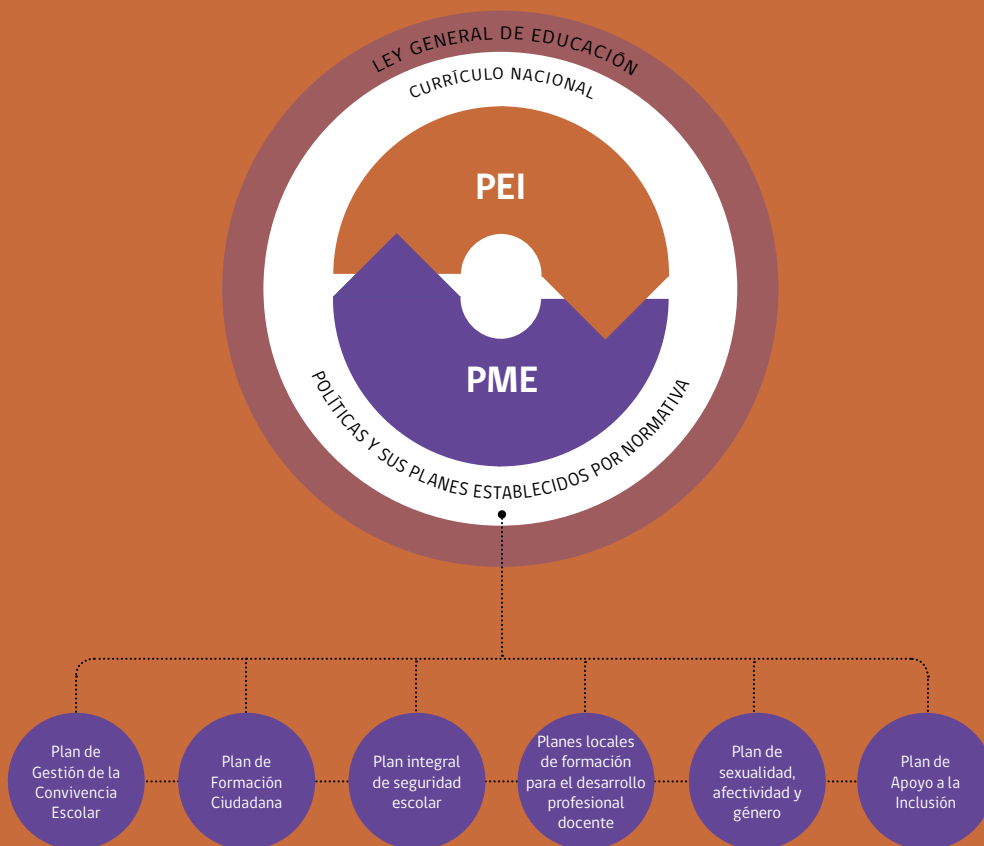 LEY GENERAL DE EDUCACIÓN
CURRÍCULO NACIONAL
PEI
PME
POLÍTICAS Y SUS PLANES ESTABLECIDOS POR NORMATIVA
Plan de
Gestión de la
Convivencia
Escolar
Plan de
Formación
Ciudadana
Plan integral
de seguridad
escolar
Planes locales
de formación
para el desarrollo
profesional
docente
Plan de
sexualidad,
afectividad y
género
Plan de
Apoyo a la
Inclusión